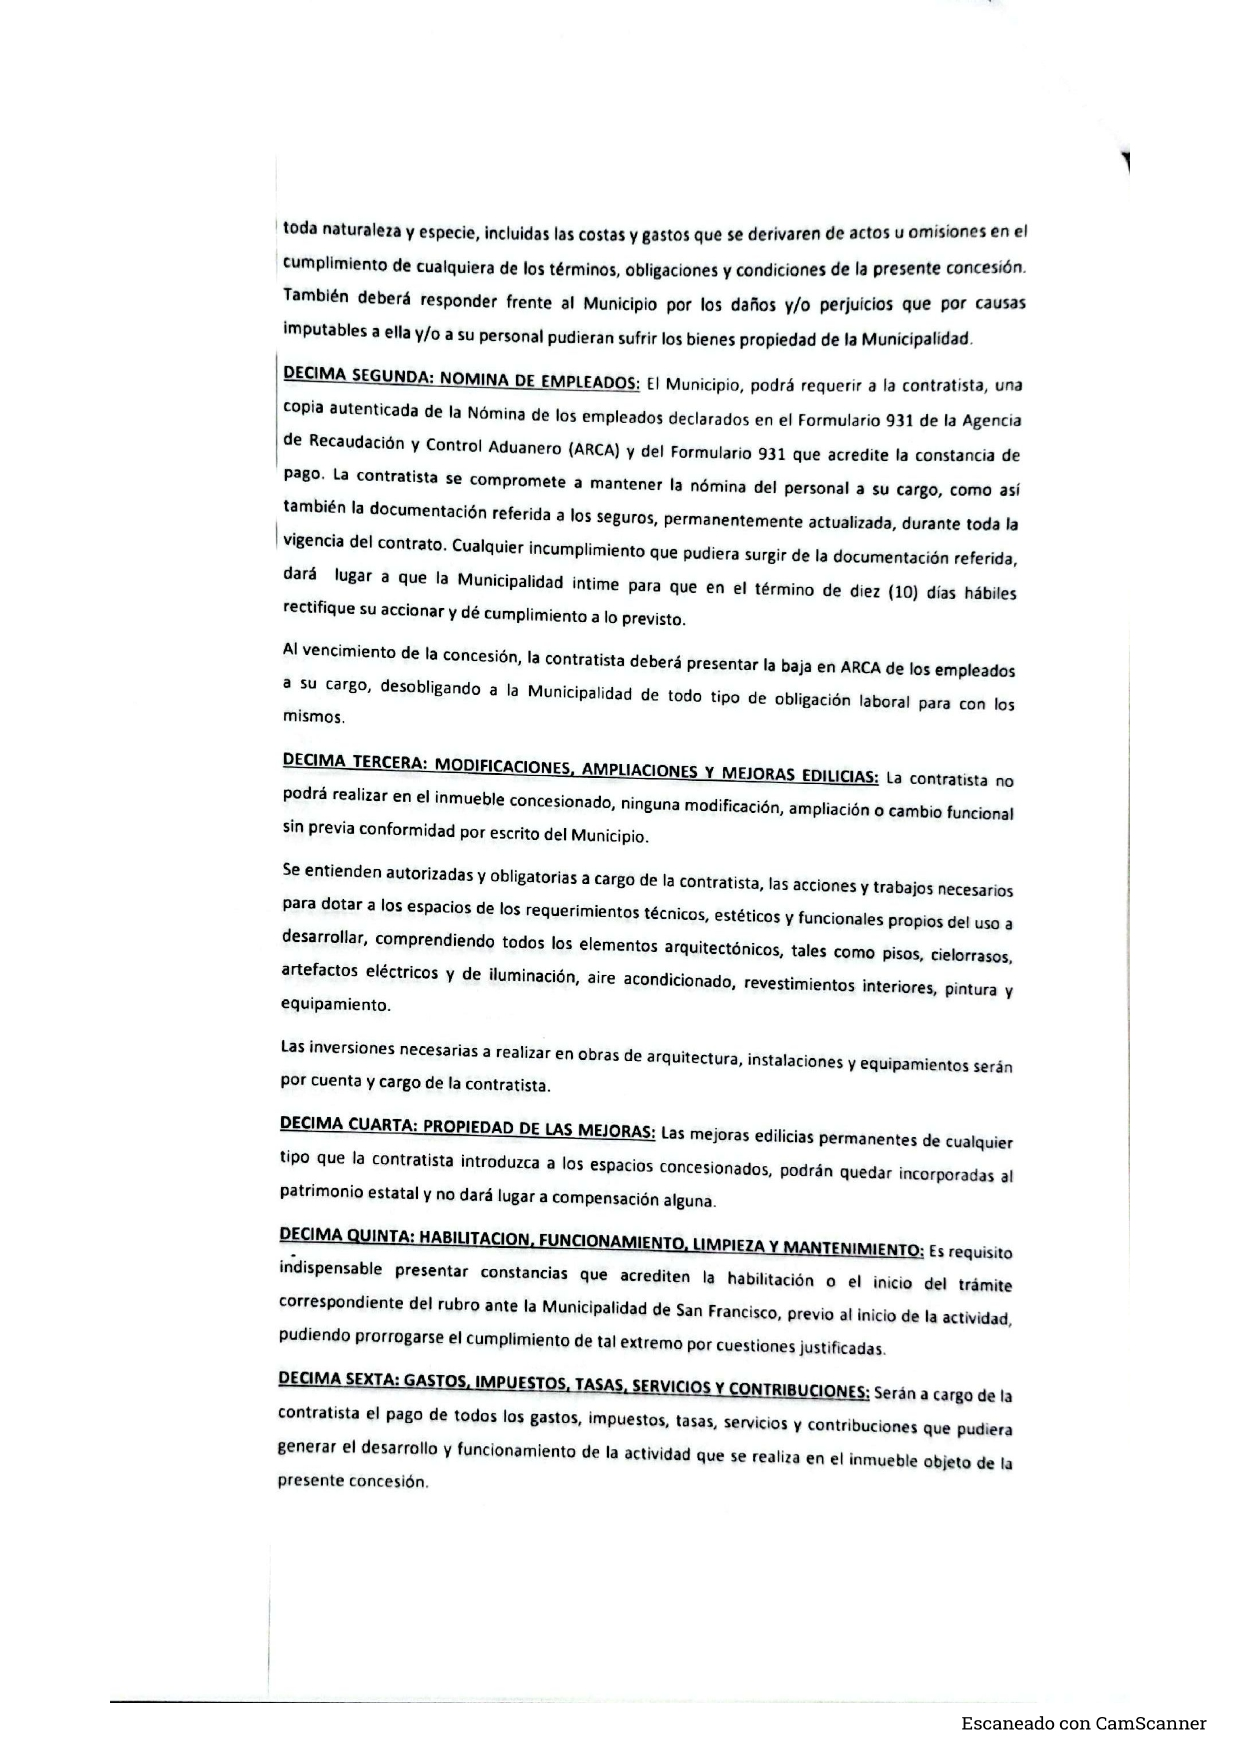 toda naturaleza y especie, incluidas las costas y gastos que se derivaren de actos u omisiones en el
cumplimiento de cualquiera de los términos, obligaciones y condiciones de la presente concesión.
También deberá responder frente al Municipio por los daños y/o perjuicios que por causas
imputables a ella y/o a su personal pudieran sufrir los bienes propiedad de la Municipalidad.
DECIMA SEGUNDA: NOMINA DE EMPLEADOS: El Municipio, podrá requerir a la contratista, una
copia autenticada de la Nómina de los empleados declarados en el Formulario 931 de la Agencia
de Recaudación y Control Aduanero (ARCA) y del Formulario 931 que acredite la constancia de
pago. La contratista se compromete a mantener la nómina del personal a su cargo, como así
también la documentación referida a los seguros, permanentemente actualizada, durante toda la
vigencia del contrato. Cualquier incumplimiento que pudiera surgir de la documentación referida,
dará lugar a que la Municipalidad intime para que en el término de diez (10) días hábiles
rectifique su accionar y dé cumplimiento a lo previsto.
Al vencimiento de la concesión, la contratista deberá presentar la baja en ARCA de los empleados
a su cargo, desobligando a la Municipalidad de todo tipo de obligación laboral para con los
mismos.
DECIMA TERCERA: MODIFICACIONES, AMPLIACIONES Y MEJORAS EDILICIAS: La contratista no
podrá realizar en el inmueble concesionado, ninguna modificación, ampliación o cambio funcional
sin previa conformidad por escrito del Municipio.
Se entienden autorizadas y obligatorias a cargo de la contratista, las acciones y trabajos necesarios
para dotar a los espacios de los requerimientos técnicos, estéticos y funcionales propios del uso a
desarrollar, comprendiendo todos los elementos arquitectónicos, tales como pisos, cielorrasos,
artefactos eléctricos y de iluminación, aire acondicionado, revestimientos interiores, pintura y
equipamiento.
Las inversiones necesarias a realizar en obras de arquitectura, instalaciones y equipamientos serán
por cuenta y cargo de la contratista.
DECIMA CUARTA: PROPIEDAD DE LAS MEJORAS: Las mejoras edilicias permanentes de cualquier
tipo que la contratista introduzca a los espacios concesionados, podrán quedar incorporadas al
patrimonio estatal y no dará lugar a compensación alguna.
DECIMA QUINTA: HABILITACION, FUNCIONAMIENTO, LIMPIEZA Y MANTENIMIENTO: Es requisito
indispensable presentar constancias que acrediten la habilitación o el inicio del trámite
correspondiente del rubro ante la Municipalidad de San Francisco, previo al inicio de la actividad,
pudiendo prorrogarse el cumplimiento de tal extremo por cuestiones justificadas.
DECIMA SEXTA: GASTOS, IMPUESTOS, TASAS, SERVICIOS Y CONTRIBUCIONES: Serán a cargo de la
contratista el pago de todos los gastos, impuestos, tasas, servicios y contribuciones que pudiera
generar el desarrollo y funcionamiento de la actividad que se realiza en el inmueble objeto de la
presente concesión.
Escaneado con CamScanner